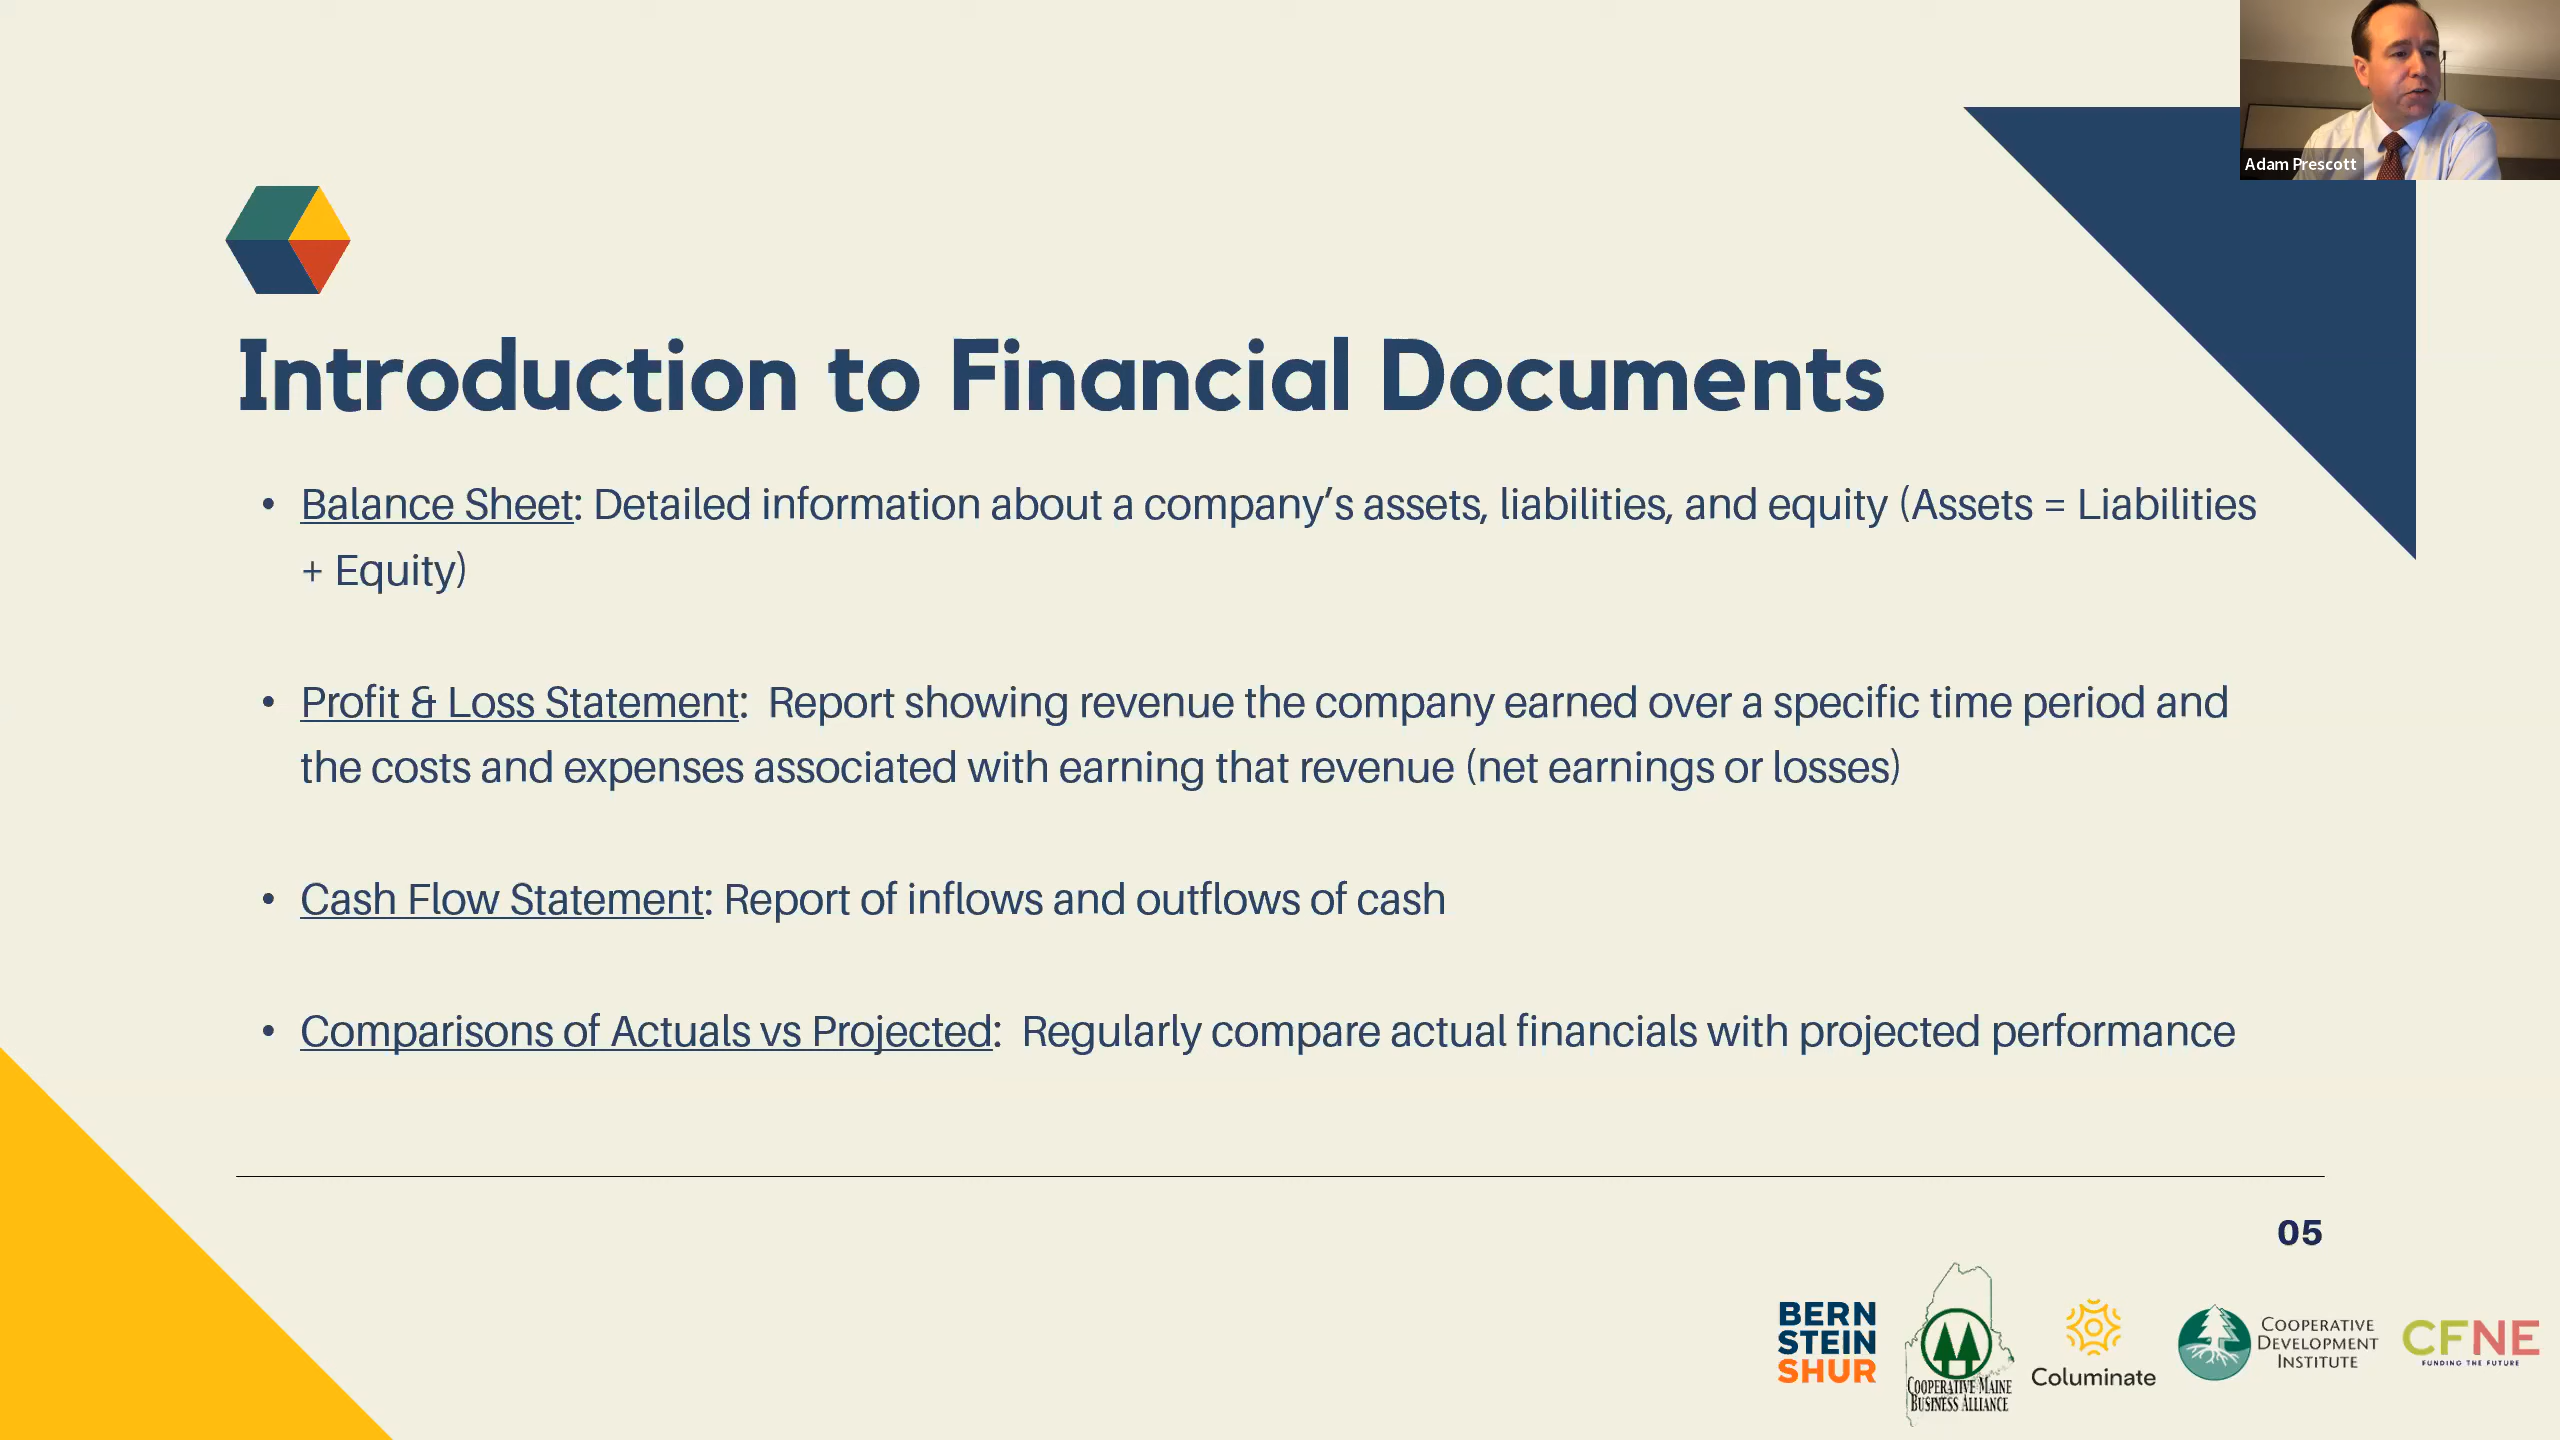 Adam Prescott
Introduction to Financial Documents
• Balance Sheet: Detailed information about a company’s assets, liabilities, and equity (Assets = Liabilities
+ Equity)
• Profit & Loss Statement:  Report showing revenue the company earned over a specific time period and
the costs and expenses associated with earning that revenue (net earnings or losses)
• Cash Flow Statement: Report of inflows and outflows of cash
• Comparisons of Actuals vs Projected:  Regularly compare actual financials with projected performance
05
BERN
STEIN
SHUR
COOPERATIVE MAINE
BUSINESS ALLIANCE
Columinate
COOPERATIVE
DEVELOPMENT
INSTITUTE
CFNE
FUNDING THE FUTURE